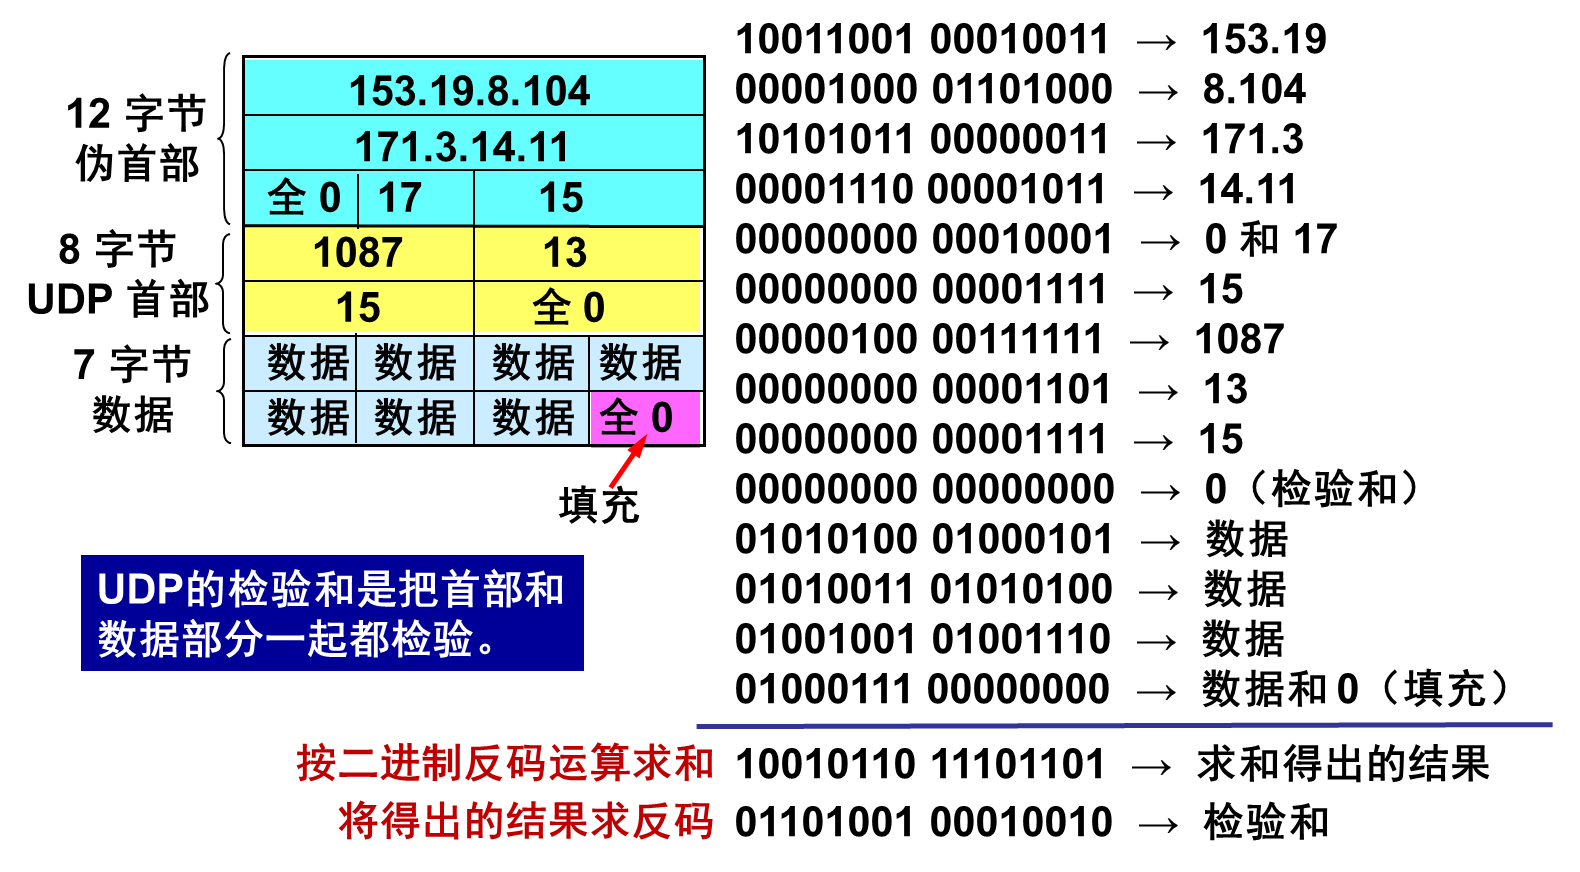 12 字节
伪首部
8 字节
UDP 首部
7 字节
数据
153.19.8.104
171.3.14.11
全 0 17 15
1087 13
15 全 0
数据 数据 数据 数据
数据 数据 数据 全 0
填充
UDP的检验和是把首部和
数据部分一起都检验。
10011001 00010011 → 153.19
00001000 01101000 → 8.104
10101011 00000011 → 171.3
00001110 00001011 → 14.11
00000000 00010001 → 0 和 17
00000000 00001111 → 15
00000100 00111111 → 1087
00000000 00001101 → 13
00000000 00001111 → 15
00000000 00000000 → 0（检验和）
01010100 01000101 → 数据
01010011 01010100 → 数据
01001001 01001110 → 数据
01000111 00000000 → 数据和 0（填充）
按二进制反码运算求和 10010110 11101101 → 求和得出的结果
将得出的结果求反码 01101001 00010010 → 检验和